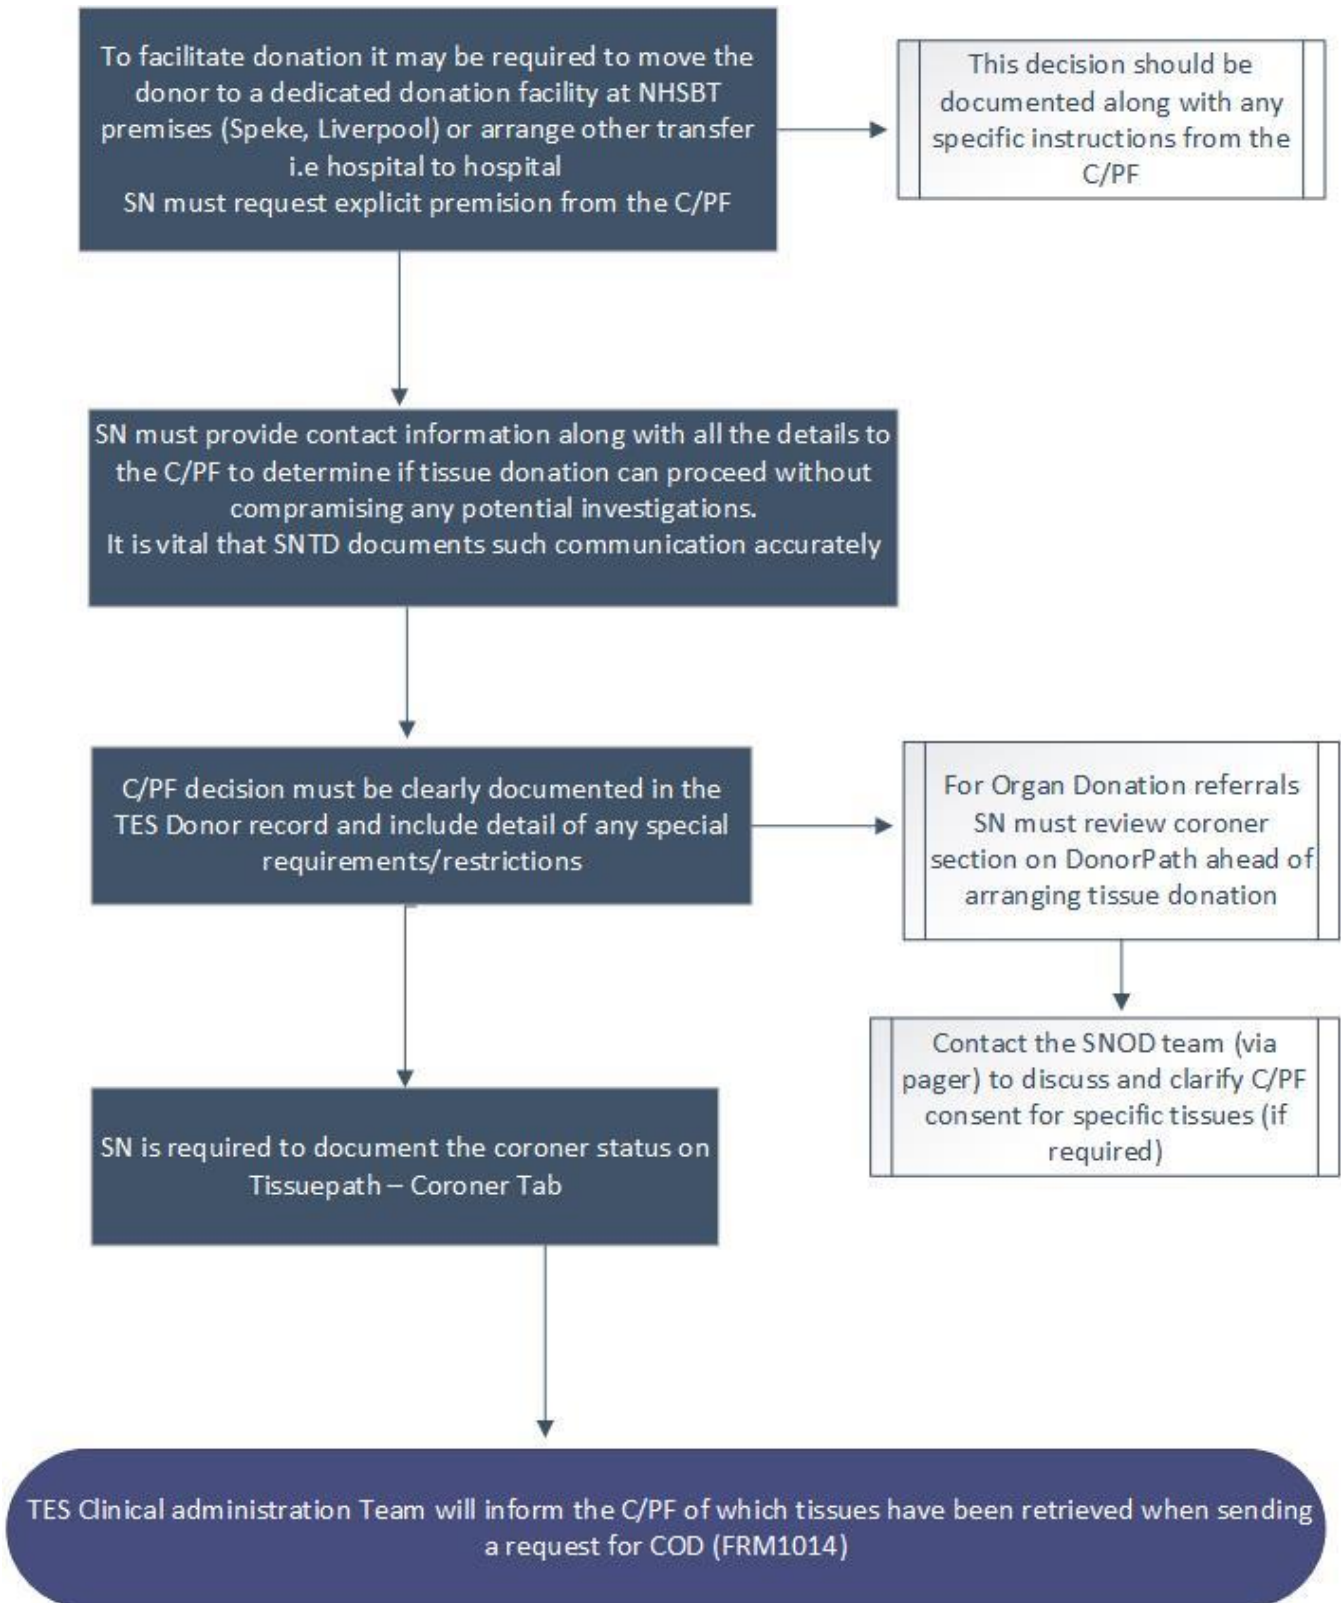 To facilitate donation it may be required to move the
donor to a dedicated donation facility at NHSBT
premises (Speke, Liverpool) or arrange other transfer
i.e hospital to hospital
SN must request explicit premision from the C/PF
This decision should be
documented along with any
specific instructions from the
C/PF
SN must provide contact information along with all the details to
the C/PF to determine if tissue donation can proceed without
compramising any potential investigations.
It is vital that SNTD documents such communication accurately
C/PF decision must be clearly documented in the
TES Donor record and include detail of any special
requirements/restrictions
For Organ Donation referrals
SN must review coroner
section on DonorPath ahead of
arranging tissue donation
Contact the SNOD team (via
pager) to discuss and clarify C/PF
consent for specific tissues (if
required)
SN is required to document the coroner status on
Tissuepath – Coroner Tab
TES Clinical administration Team will inform the C/PF of which tissues have been retrieved when sending
a request for COD (FRM1014)